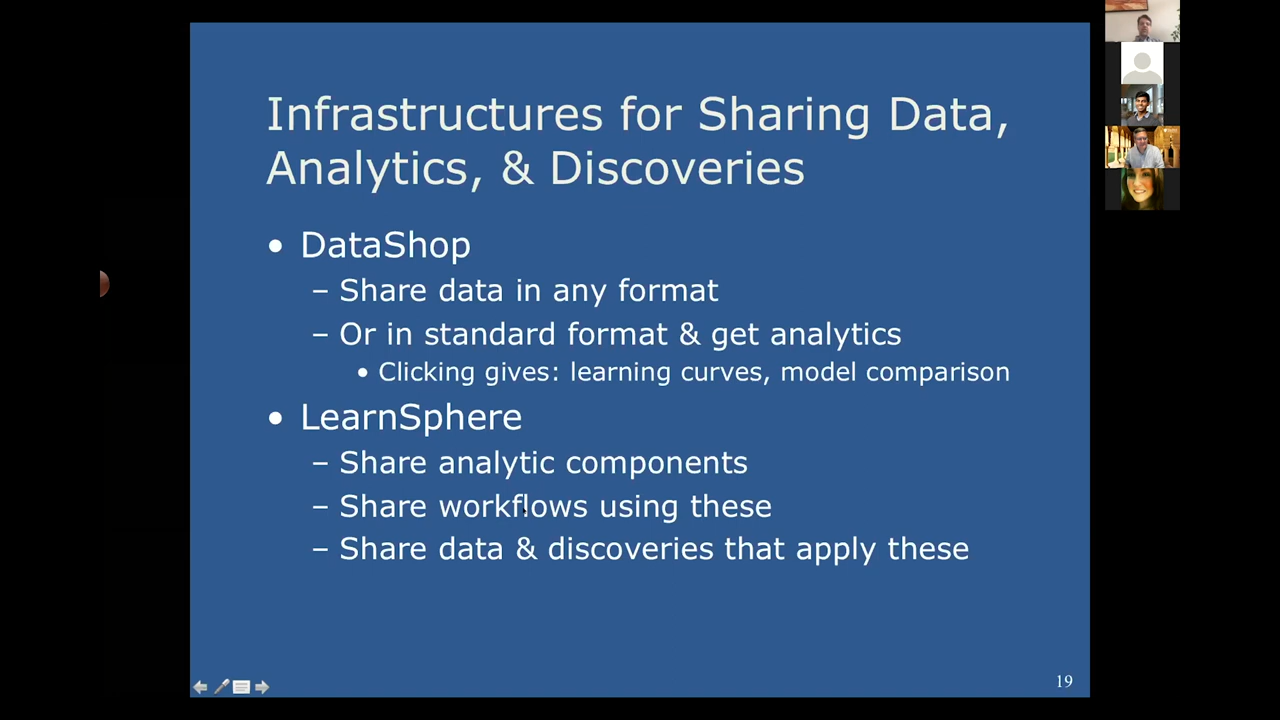 Infrastructures for Sharing Data,
Analytics, & Discoveries
• DataShop
– Share data in any format
– Or in standard format & get analytics
• Clicking gives: learning curves, model comparison
• LearnSphere
– Share analytic components
– Share workflows using these
– Share data & discoveries that apply these
19